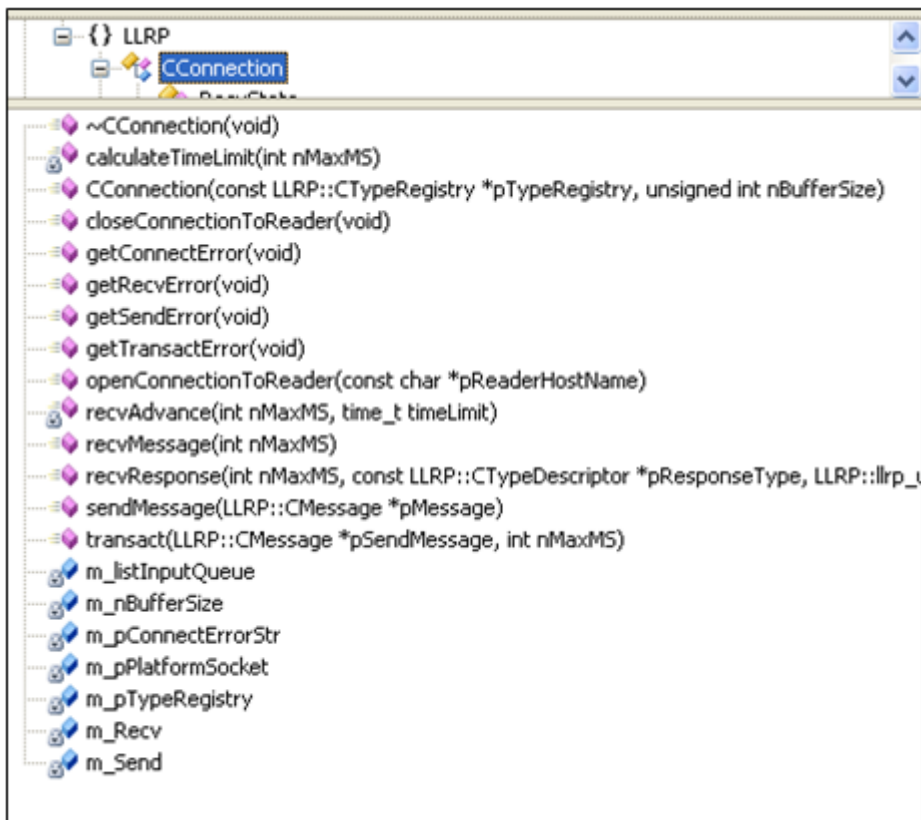 {} LLRP
CConnection
RecvState
~CConnection(void)
calculateTimeLimit(int nMaxMS)
CConnection(const LLRP::CTypeRegistry *pTypeRegistry, unsigned int nBufferSize)
closeConnectionToReader(void)
getConnectError(void)
getRecvError(void)
getSendError(void)
getTransactError(void)
openConnectionToReader(const char *pReaderHostName)
recvAdvance(int nMaxMS, time_t timeLimit)
recvMessage(int nMaxMS)
recvResponse(int nMaxMS, const LLRP::CTypeDescriptor *pResponseType, LLRP::llrp_u
sendMessage(LLRP::CMessage *pMessage)
transact(LLRP::CMessage *pSendMessage, int nMaxMS)
m_listInputQueue
m_nBufferSize
m_pConnectErrorStr
m_pPlatformSocket
m_pTypeRegistry
m_Recv
m_Send